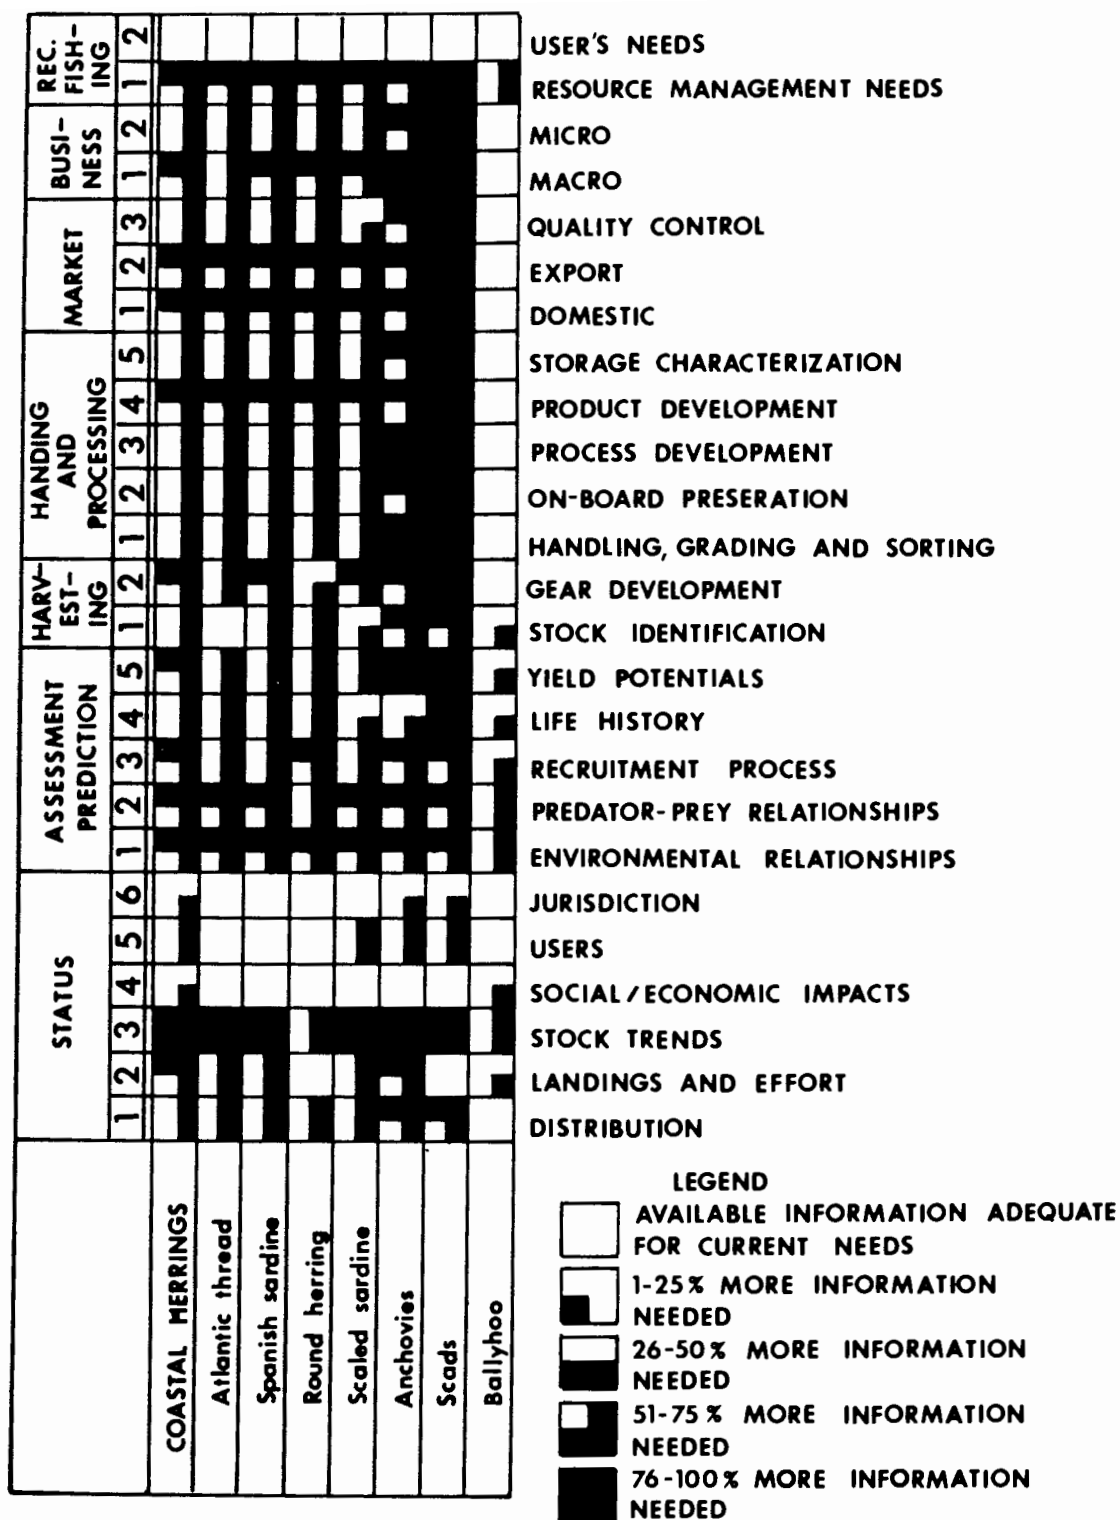 REC.
FISH-
ING
2
USER'S NEEDS
1
RESOURCE MANAGEMENT NEEDS
BUSI-
NESS
2
MICRO
1
MACRO
MARKET
3
QUALITY CONTROL
2
EXPORT
1
DOMESTIC
HANDING
AND
PROCESSING
5
STORAGE CHARACTERIZATION
4
PRODUCT DEVELOPMENT
3
PROCESS DEVELOPMENT
2
ON-BOARD PRESERATION
1
HANDLING, GRADING AND SORTING
HARV-
EST-
ING
2
GEAR DEVELOPMENT
1
STOCK IDENTIFICATION
ASSESSMENT
PREDICTION
5
YIELD POTENTIALS
4
LIFE HISTORY
3
RECRUITMENT PROCESS
2
PREDATOR-PREY RELATIONSHIPS
1
ENVIRONMENTAL RELATIONSHIPS
STATUS
6
JURISDICTION
5
USERS
4
SOCIAL/ECONOMIC IMPACTS
3
STOCK TRENDS
2
LANDINGS AND EFFORT
1
DISTRIBUTION
COASTAL HERRINGS
Atlantic thread
Spanish sardine
Round herring
Scaled sardine
Anchovies
Scads
Ballyhoo
LEGEND
AVAILABLE INFORMATION ADEQUATE
FOR CURRENT NEEDS
1-25% MORE INFORMATION
NEEDED
26-50% MORE INFORMATION
NEEDED
51-75% MORE INFORMATION
NEEDED
76-100% MORE INFORMATION
NEEDED